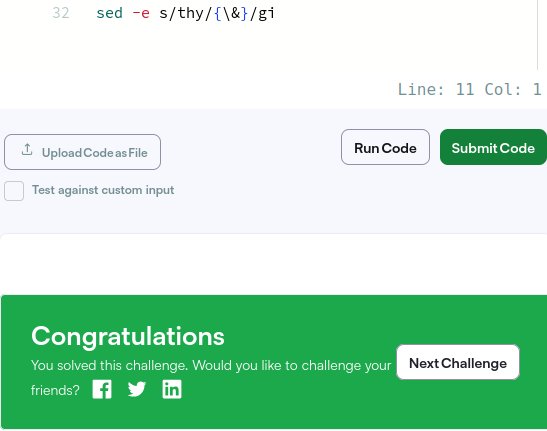 32 sed -e s/thy/{\&}/gi
Line: 11 Col: 1
Upload Code as File
Run Code
Submit Code
Test against custom input
Congratulations
You solved this challenge. Would you like to challenge your
friends?
Next Challenge